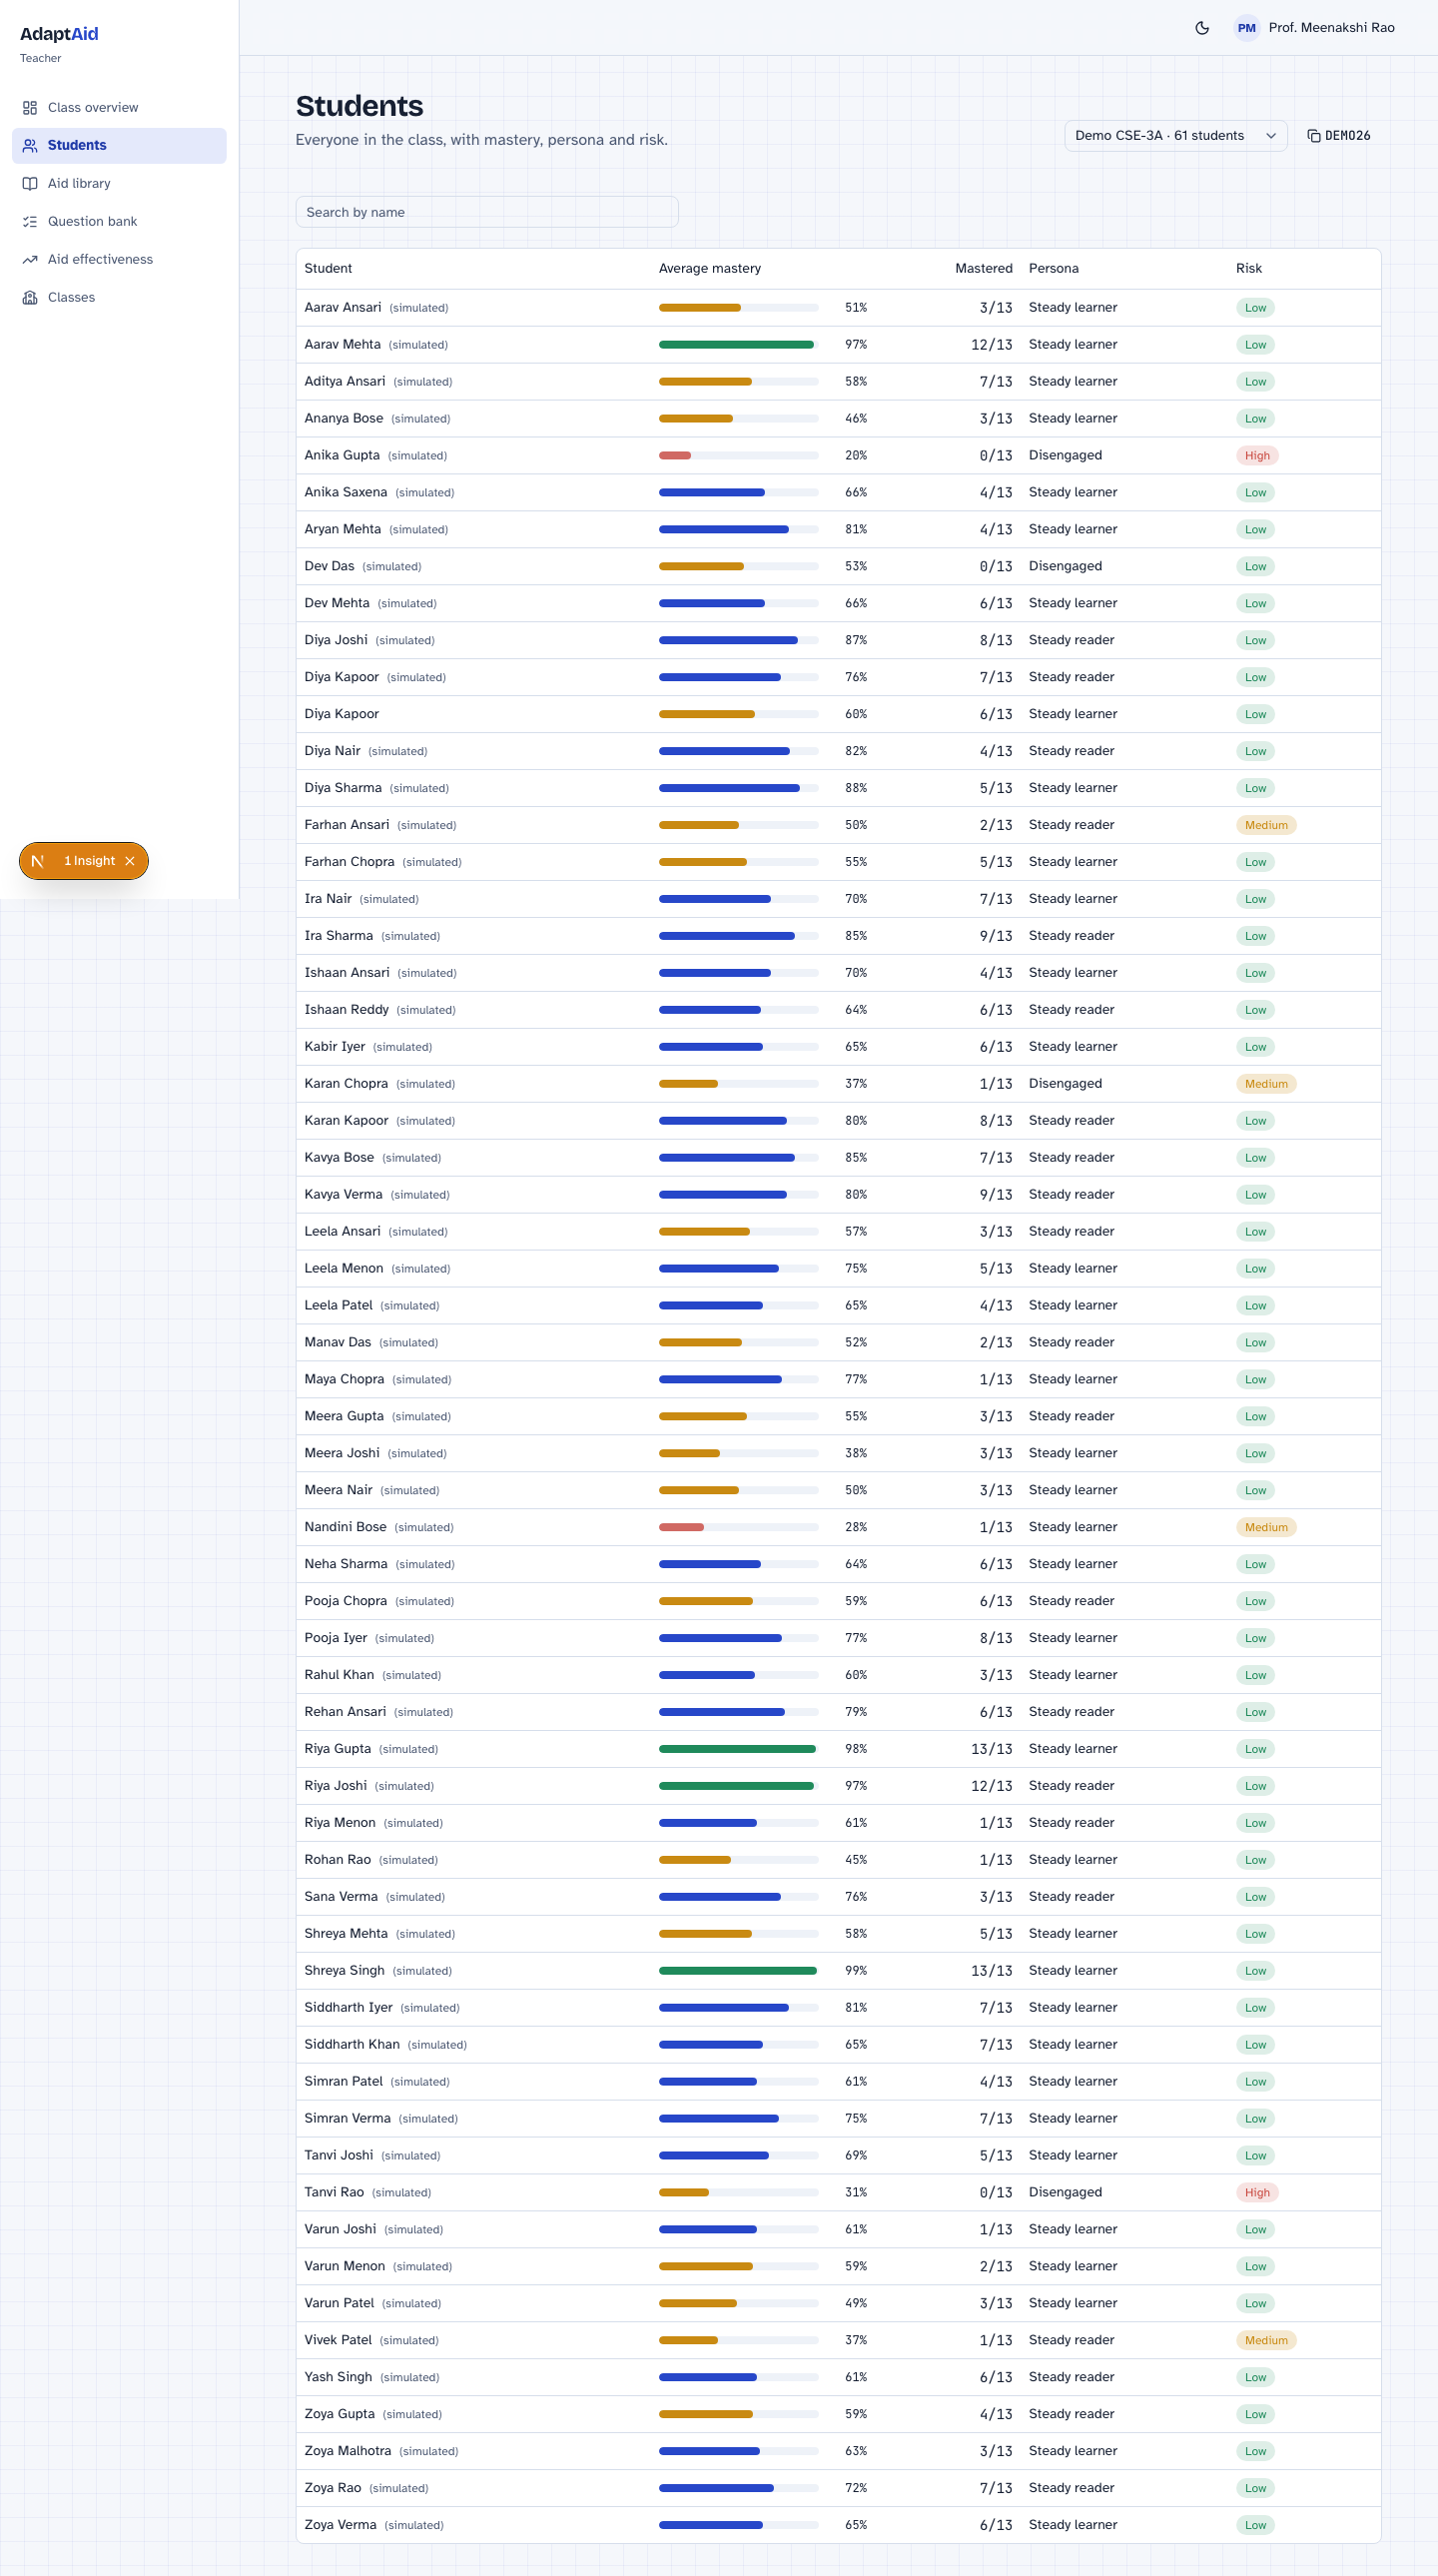 AdaptAid
Teacher
Class overview
Students
Aid library
Question bank
Aid effectiveness
Classes
1 Insight
PM Prof. Meenakshi Rao
Students
Everyone in the class, with mastery, persona and risk.
Demo CSE-3A · 61 students DEMO26
Search by name
Student Average mastery Mastered Persona Risk
Aarav Ansari (simulated) 51% 3/13 Steady learner Low
Aarav Mehta (simulated) 97% 12/13 Steady learner Low
Aditya Ansari (simulated) 58% 7/13 Steady learner Low
Ananya Bose (simulated) 46% 3/13 Steady learner Low
Anika Gupta (simulated) 20% 0/13 Disengaged High
Anika Saxena (simulated) 66% 4/13 Steady learner Low
Aryan Mehta (simulated) 81% 4/13 Steady learner Low
Dev Das (simulated) 53% 0/13 Disengaged Low
Dev Mehta (simulated) 66% 6/13 Steady learner Low
Diya Joshi (simulated) 87% 8/13 Steady reader Low
Diya Kapoor (simulated) 76% 7/13 Steady reader Low
Diya Kapoor 60% 6/13 Steady learner Low
Diya Nair (simulated) 82% 4/13 Steady reader Low
Diya Sharma (simulated) 88% 5/13 Steady learner Low
Farhan Ansari (simulated) 50% 2/13 Steady reader Medium
Farhan Chopra (simulated) 55% 5/13 Steady learner Low
Ira Nair (simulated) 70% 7/13 Steady learner Low
Ira Sharma (simulated) 85% 9/13 Steady reader Low
Ishaan Ansari (simulated) 70% 4/13 Steady learner Low
Ishaan Reddy (simulated) 64% 6/13 Steady reader Low
Kabir Iyer (simulated) 65% 6/13 Steady learner Low
Karan Chopra (simulated) 37% 1/13 Disengaged Medium
Karan Kapoor (simulated) 80% 8/13 Steady reader Low
Kavya Bose (simulated) 85% 7/13 Steady reader Low
Kavya Verma (simulated) 80% 9/13 Steady reader Low
Leela Ansari (simulated) 57% 3/13 Steady reader Low
Leela Menon (simulated) 75% 5/13 Steady learner Low
Leela Patel (simulated) 65% 4/13 Steady learner Low
Manav Das (simulated) 52% 2/13 Steady reader Low
Maya Chopra (simulated) 77% 1/13 Steady learner Low
Meera Gupta (simulated) 55% 3/13 Steady reader Low
Meera Joshi (simulated) 38% 3/13 Steady learner Low
Meera Nair (simulated) 50% 3/13 Steady learner Low
Nandini Bose (simulated) 28% 1/13 Steady learner Medium
Neha Sharma (simulated) 64% 6/13 Steady learner Low
Pooja Chopra (simulated) 59% 6/13 Steady reader Low
Pooja Iyer (simulated) 77% 8/13 Steady learner Low
Rahul Khan (simulated) 60% 3/13 Steady learner Low
Rehan Ansari (simulated) 79% 6/13 Steady reader Low
Riya Gupta (simulated) 98% 13/13 Steady learner Low
Riya Joshi (simulated) 97% 12/13 Steady reader Low
Riya Menon (simulated) 61% 1/13 Steady reader Low
Rohan Rao (simulated) 45% 1/13 Steady learner Low
Sana Verma (simulated) 76% 3/13 Steady reader Low
Shreya Mehta (simulated) 58% 5/13 Steady learner Low
Shreya Singh (simulated) 99% 13/13 Steady learner Low
Siddharth Iyer (simulated) 81% 7/13 Steady learner Low
Siddharth Khan (simulated) 65% 7/13 Steady learner Low
Simran Patel (simulated) 61% 4/13 Steady learner Low
Simran Verma (simulated) 75% 7/13 Steady learner Low
Tanvi Joshi (simulated) 69% 5/13 Steady learner Low
Tanvi Rao (simulated) 31% 0/13 Disengaged High
Varun Joshi (simulated) 61% 1/13 Steady learner Low
Varun Menon (simulated) 59% 2/13 Steady learner Low
Varun Patel (simulated) 49% 3/13 Steady learner Low
Vivek Patel (simulated) 37% 1/13 Steady reader Medium
Yash Singh (simulated) 61% 6/13 Steady learner Low
Zoya Gupta (simulated) 59% 4/13 Steady reader Low
Zoya Malhotra (simulated) 63% 3/13 Steady learner Low
Zoya Rao (simulated) 72% 7/13 Steady reader Low
Zoya Verma (simulated) 65% 6/13 Steady learner Low